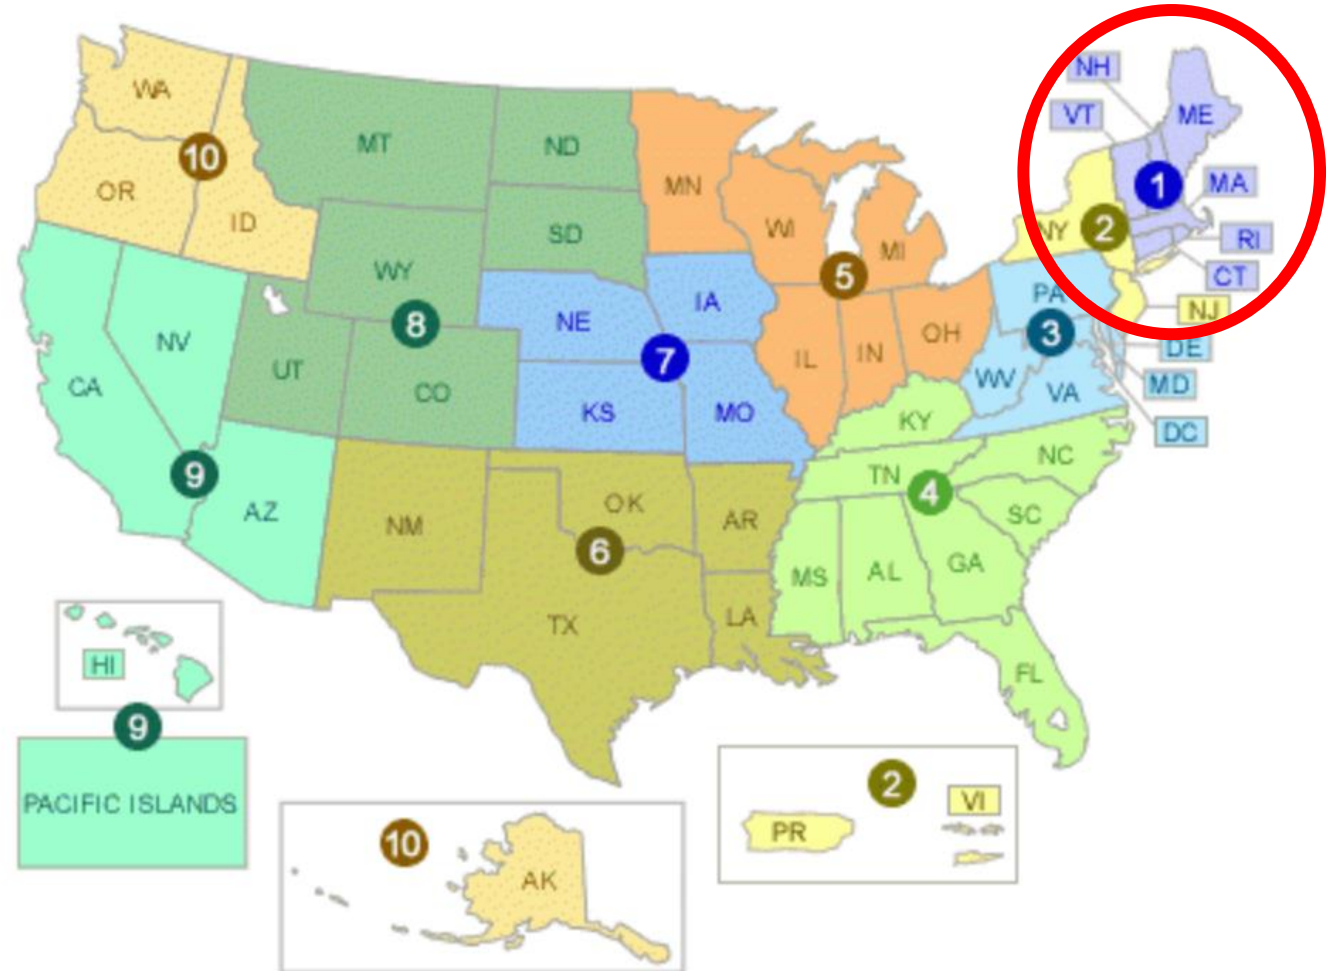 NH
VT
ME
WA
10
MT
ND
MN
1
MA
OR
ID
SD
WI
MI
NY
2
RI
WY
CT
5
IA
PA
NJ
8
NE
3
NV
7
OH
DE
IL
IN
UT
CA
CO
WV
MD
VA
KS
MO
KY
DC
NC
9
TN
4
OK
AZ
NM
AR
SC
6
MS
AL
GA
LA
TX
HI
FL
9
2
VI
PACIFIC ISLANDS
PR
10
AK